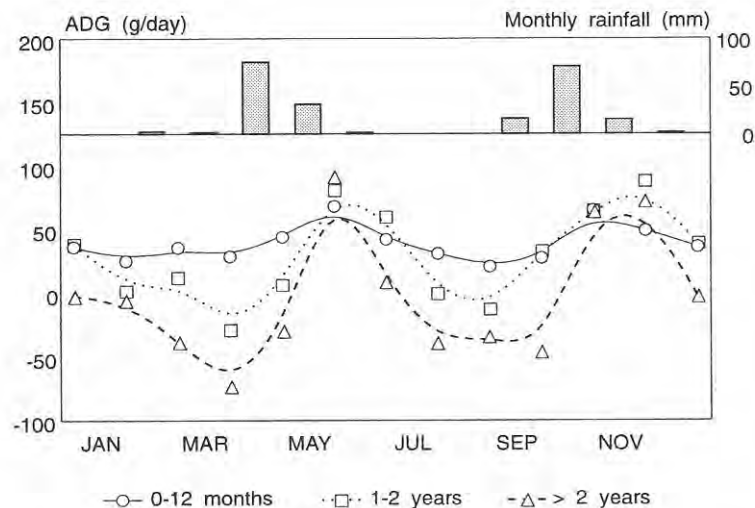 ADG (g/day) Monthly rainfall (mm)
200 100
150 50
0
100
50
0
-50
-100
JAN MAR MAY JUL SEP NOV
0-12 months 1-2 years > 2 years